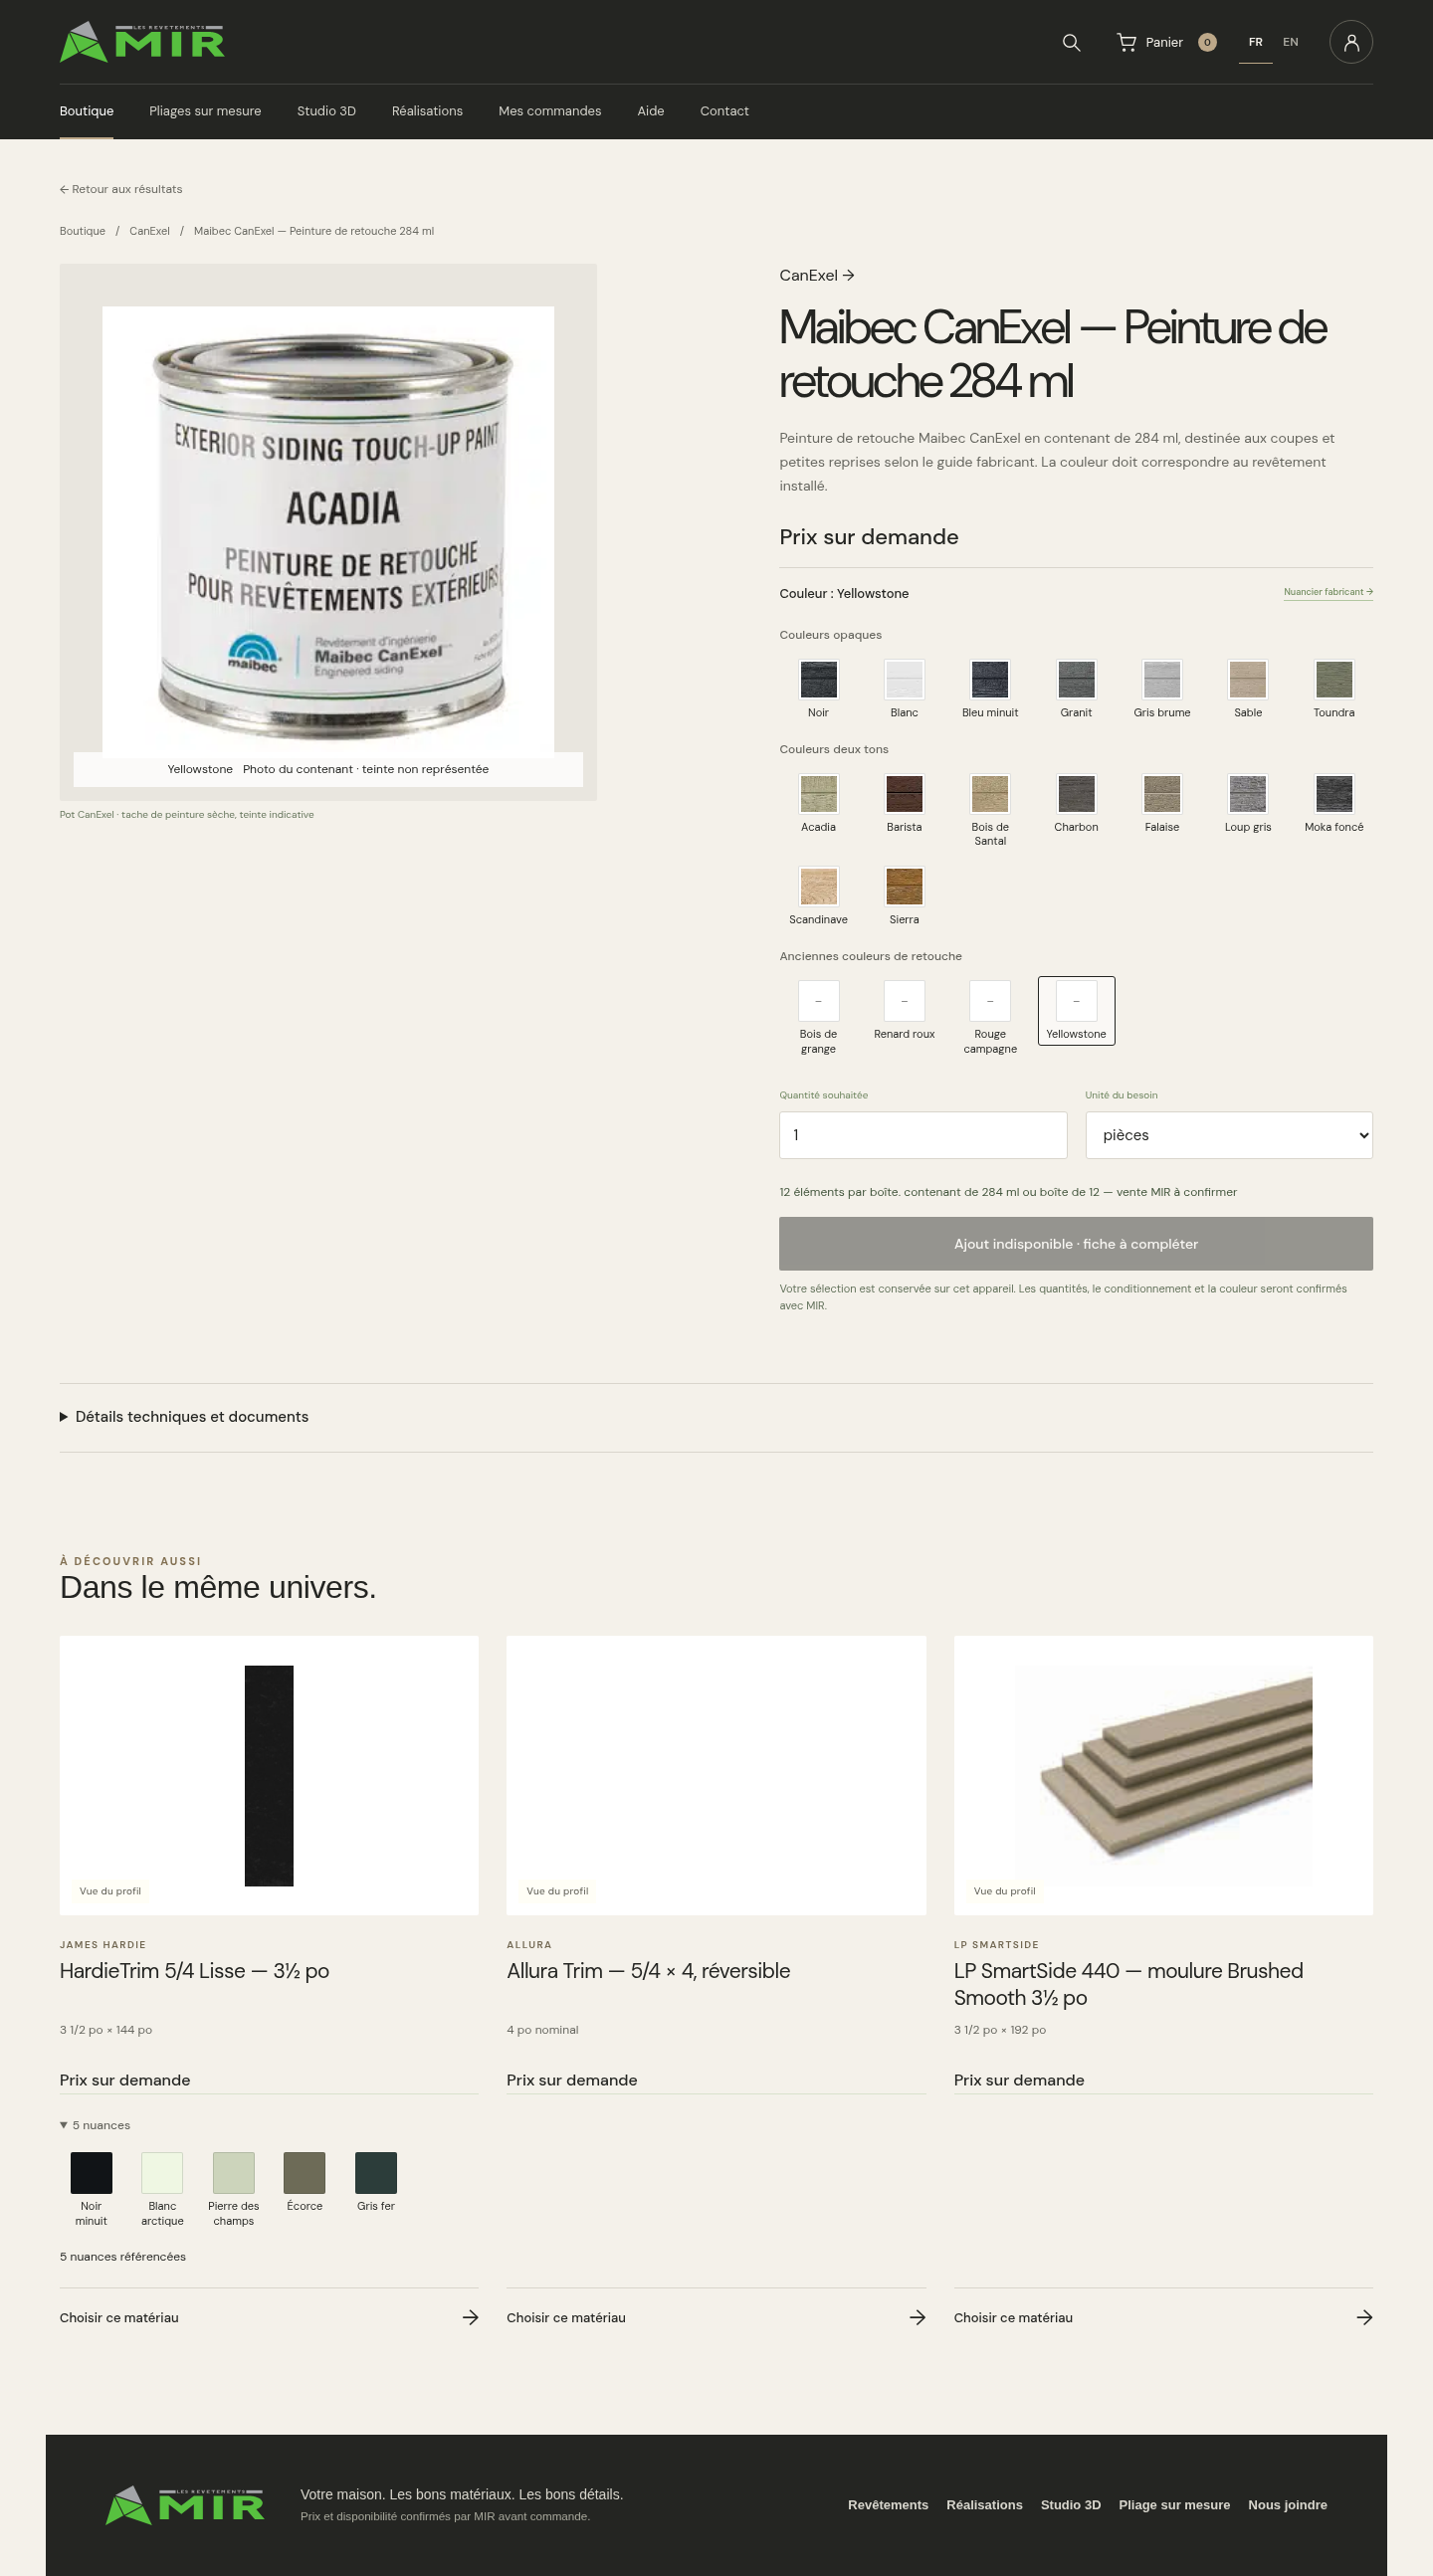 LES REVÊTEMENTS
MIR
Panier 0 FR EN
Boutique Pliages sur mesure Studio 3D Réalisations Mes commandes Aide Contact
← Retour aux résultats
Boutique / CanExel / Maibec CanExel — Peinture de retouche 284 ml
EXTERIOR SIDING TOUCH-UP PAINT
ACADIA
PEINTURE DE RETOUCHE
POUR REVÊTEMENTS EXTÉRIEURS
maibec
Revêtement d'ingénierie
Maibec CanExel
Engineered siding
Yellowstone Photo du contenant · teinte non représentée
Pot CanExel · tache de peinture sèche, teinte indicative
CanExel →
Maibec CanExel — Peinture de
retouche 284 ml
Peinture de retouche Maibec CanExel en contenant de 284 ml, destinée aux coupes et
petites reprises selon le guide fabricant. La couleur doit correspondre au revêtement
installé.
Prix sur demande
Couleur : Yellowstone Nuancier fabricant →
Couleurs opaques
Noir Blanc Bleu minuit Granit Gris brume Sable Toundra
Couleurs deux tons
Acadia Barista Bois de Santal Charbon Falaise Loup gris Moka foncé
Scandinave Sierra
Anciennes couleurs de retouche
– – – –
Bois de grange Renard roux Rouge campagne Yellowstone
Quantité souhaitée Unité du besoin
1 pièces
12 éléments par boîte. contenant de 284 ml ou boîte de 12 — vente MIR à confirmer
Ajout indisponible · fiche à compléter
Votre sélection est conservée sur cet appareil. Les quantités, le conditionnement et la couleur seront confirmés
avec MIR.
Détails techniques et documents
À DÉCOUVRIR AUSSI
Dans le même univers.
Vue du profil Vue du profil Vue du profil
JAMES HARDIE
HardieTrim 5/4 Lisse — 3½ po
3 1/2 po × 144 po
Prix sur demande
5 nuances
Noir minuit Blanc arctique Pierre des champs Écorce Gris fer
5 nuances référencées
Choisir ce matériau →
ALLURA
Allura Trim — 5/4 × 4, réversible
4 po nominal
Prix sur demande
Choisir ce matériau →
LP SMARTSIDE
LP SmartSide 440 — moulure Brushed
Smooth 3½ po
3 1/2 po × 192 po
Prix sur demande
Choisir ce matériau →
LES REVÊTEMENTS
MIR
Votre maison. Les bons matériaux. Les bons détails.
Prix et disponibilité confirmés par MIR avant commande.
Revêtements Réalisations Studio 3D Pliage sur mesure Nous joindre